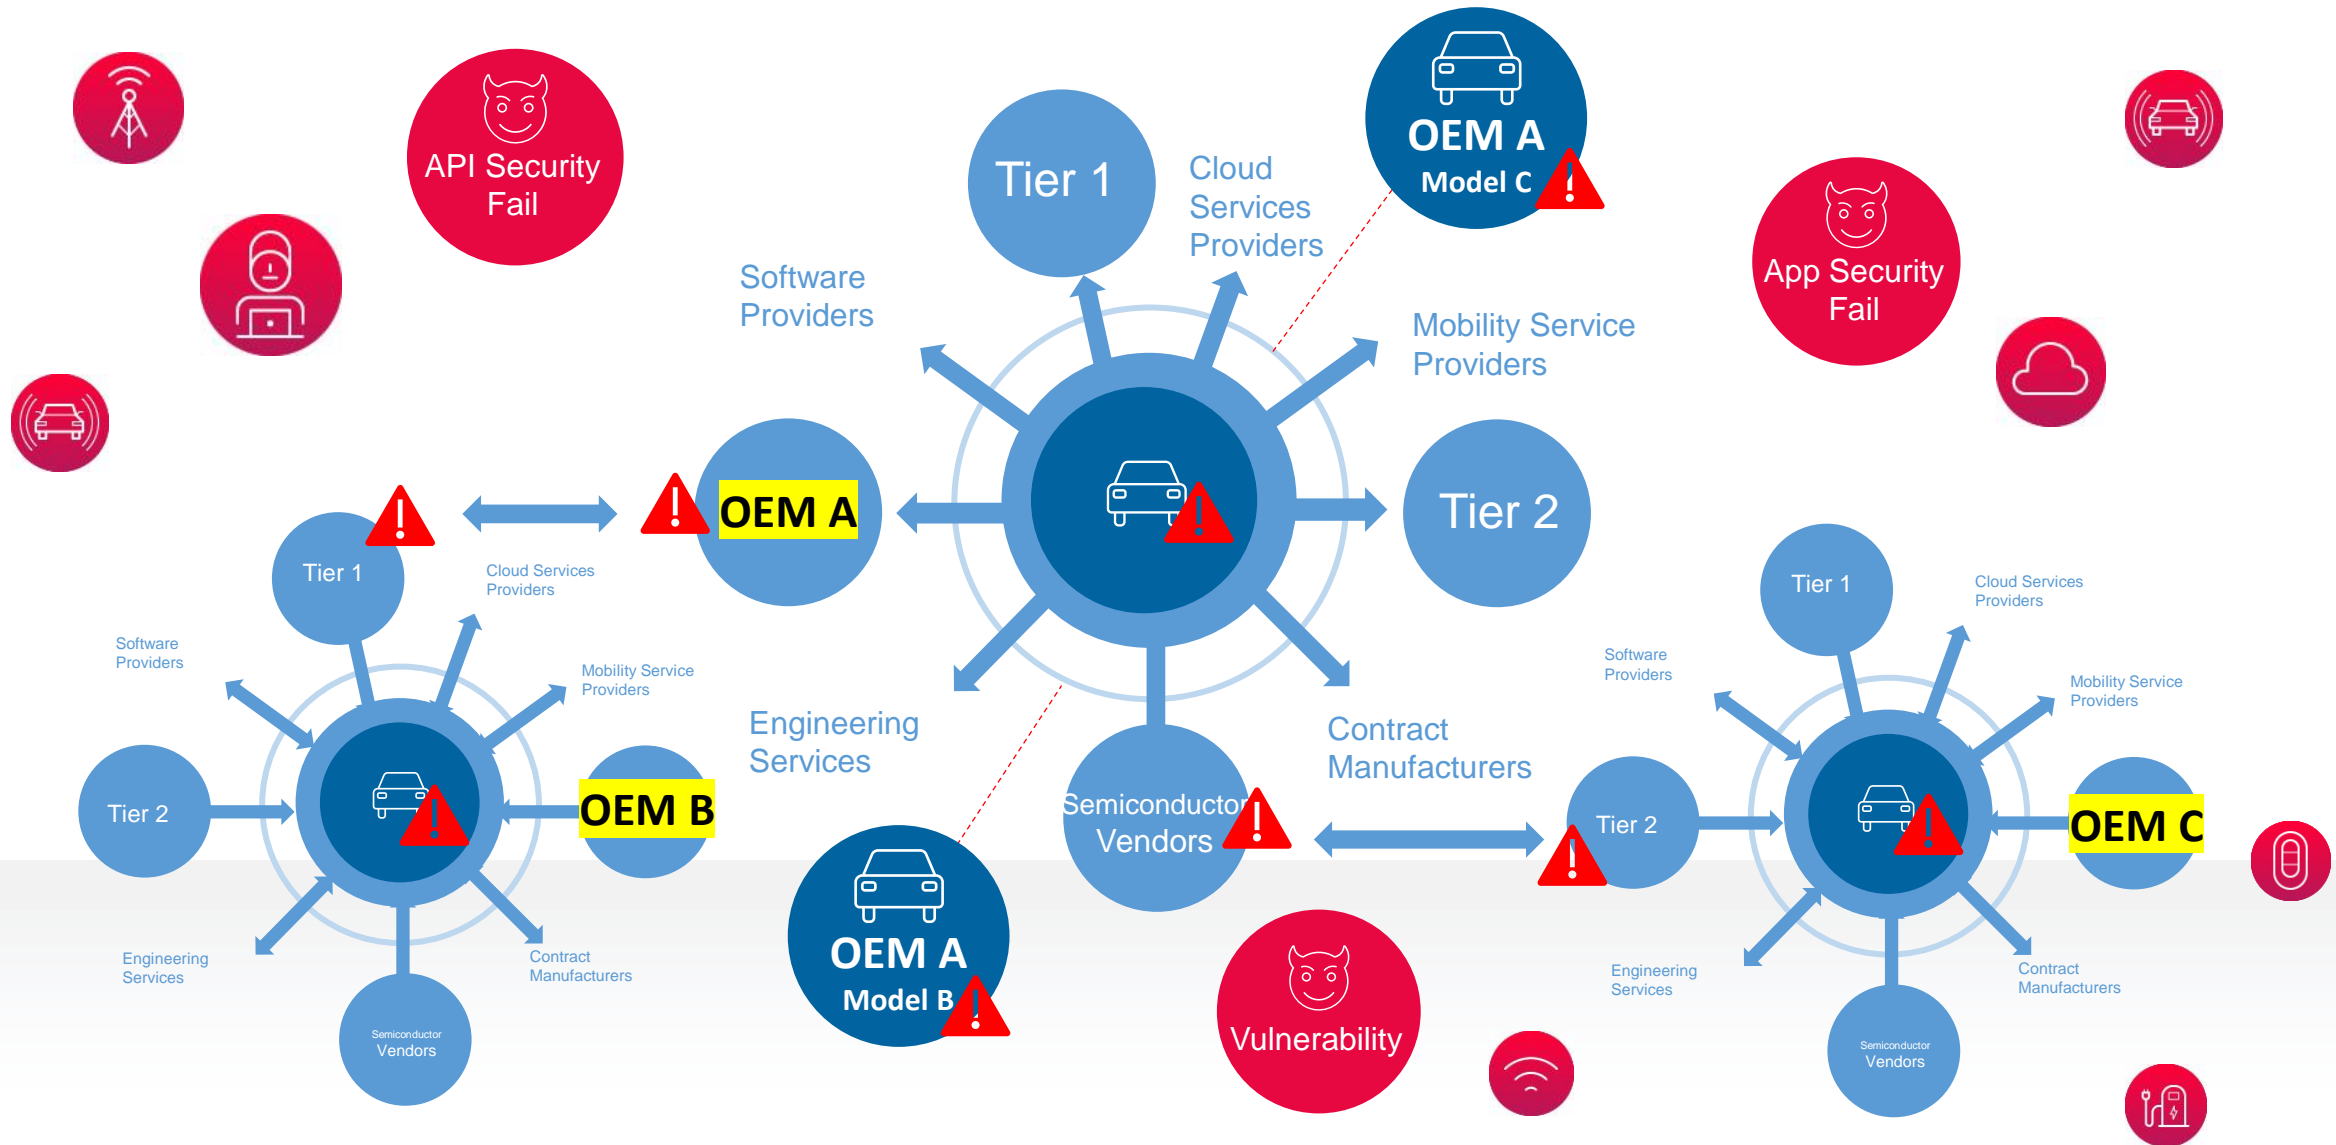 API Security
Fail
Tier 1
Cloud
Services
Providers
OEM A
Model C
App Security
Fail
Software
Providers
Mobility Service
Providers
OEM A
Tier 2
Engineering
Services
Semiconductor
Vendors
Contract
Manufacturers
OEM A
Model B
Vulnerability
Tier 1
Cloud Services
Providers
Software
Providers
Mobility Service
Providers
Tier 2
OEM B
Engineering
Services
Contract
Manufacturers
Semiconductor
Vendors
Tier 1
Cloud Services
Providers
Software
Providers
Mobility Service
Providers
Tier 2
OEM C
Engineering
Services
Contract
Manufacturers
Semiconductor
Vendors